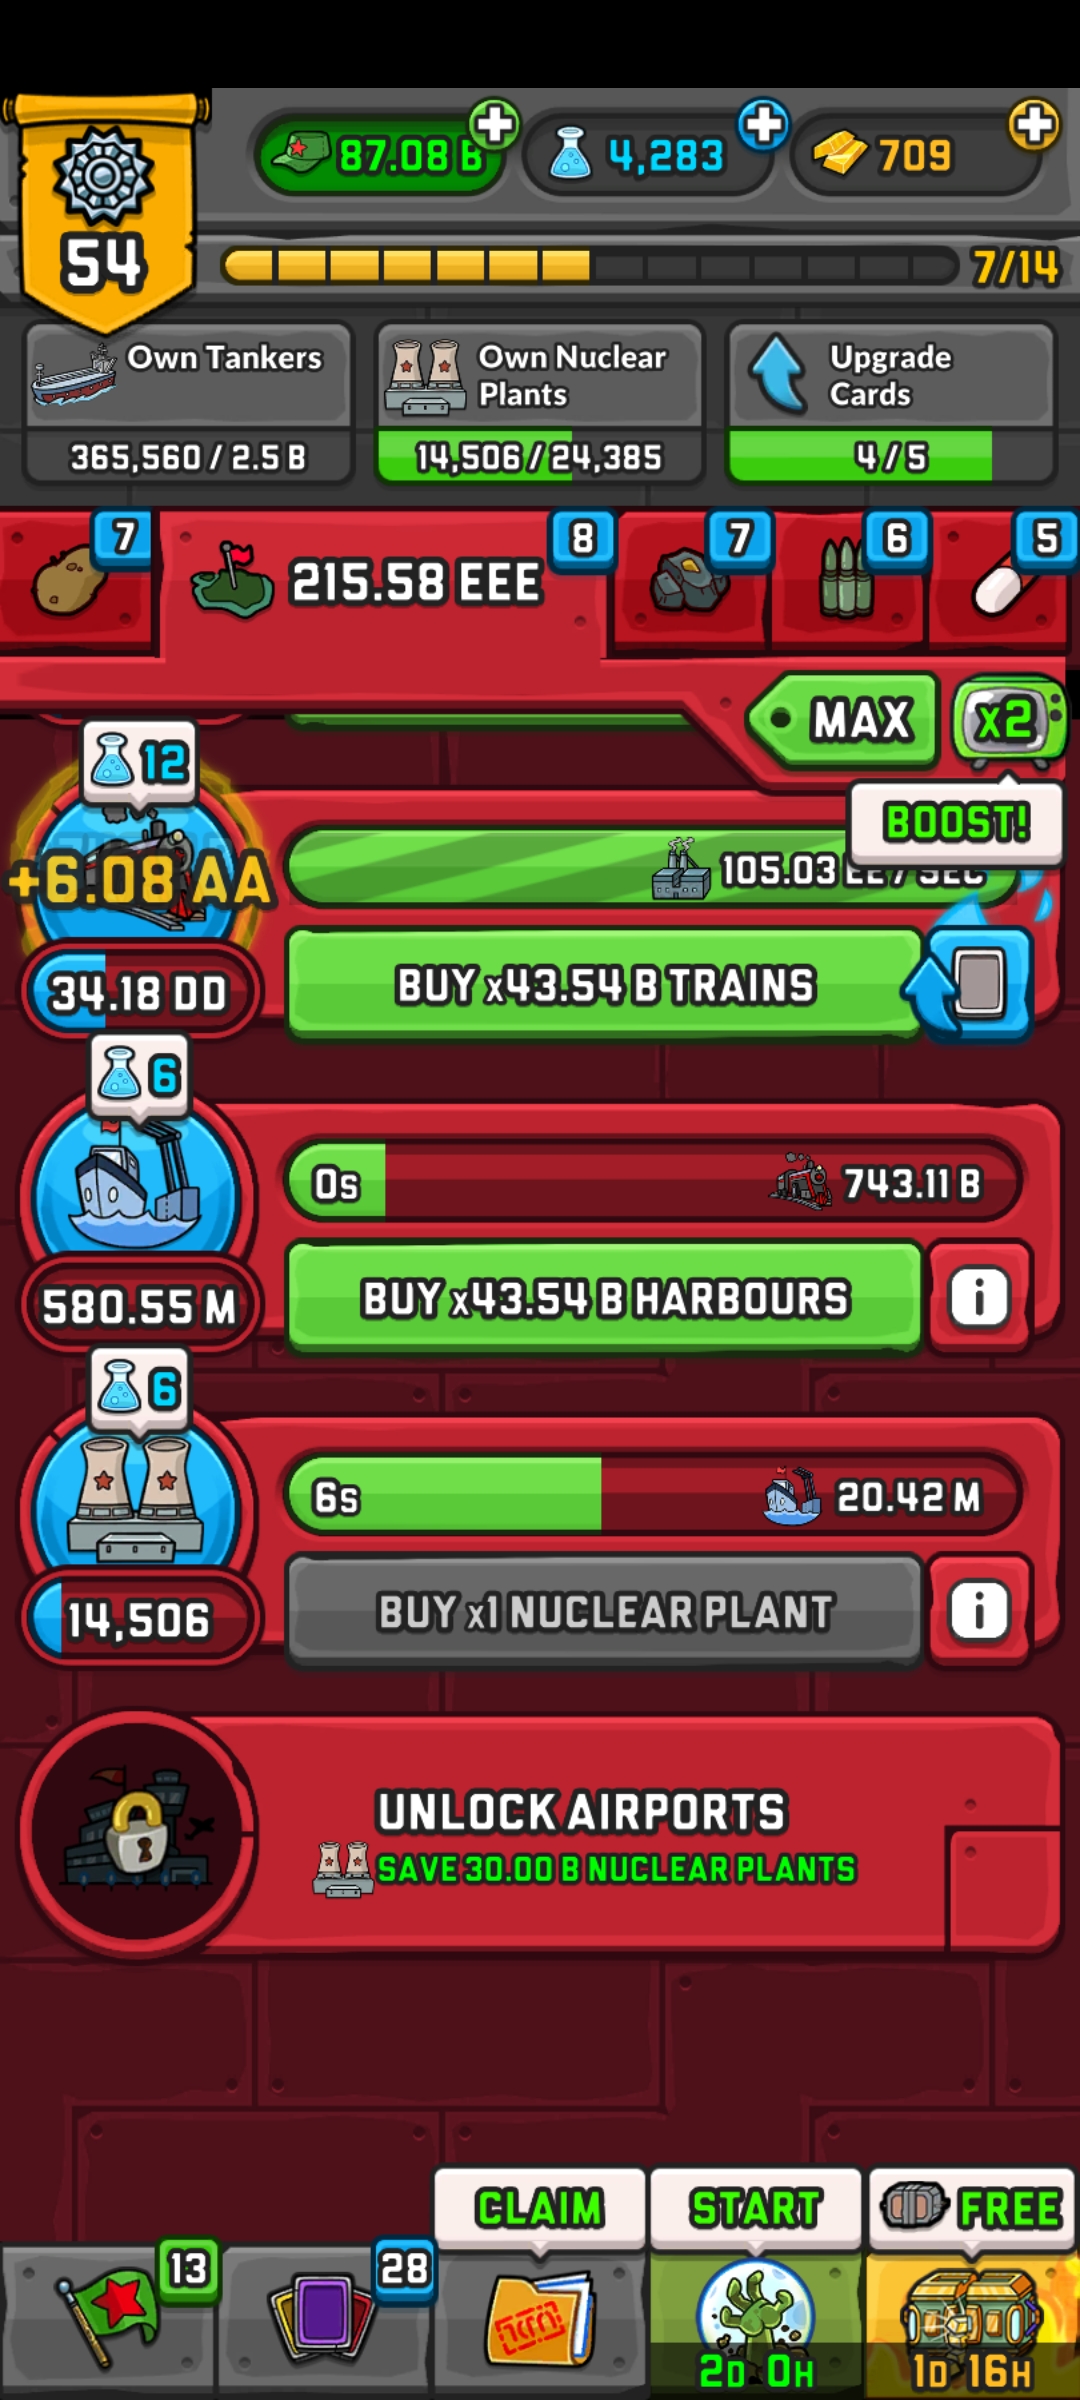 87.08 B
4,283
709
54
7/14
Own Tankers
365,560 / 2.5 B
Own Nuclear
Plants
14,506 / 24,385
Upgrade
Cards
4 / 5
7
215.58 EEE
8
7
6
5
MAX
x2
BOOST!
12
+6.08 AA
105.03 EE / SEC
34.18 DD
BUY x43.54 B TRAINS
6
0s
743.11 B
580.55 M
BUY x43.54 B HARBOURS
i
6
6s
20.42 M
14,506
BUY x1 NUCLEAR PLANT
i
UNLOCK AIRPORTS
SAVE 30.00 B NUCLEAR PLANTS
CLAIM
START
FREE
13
28
2D 0H
1D 16H